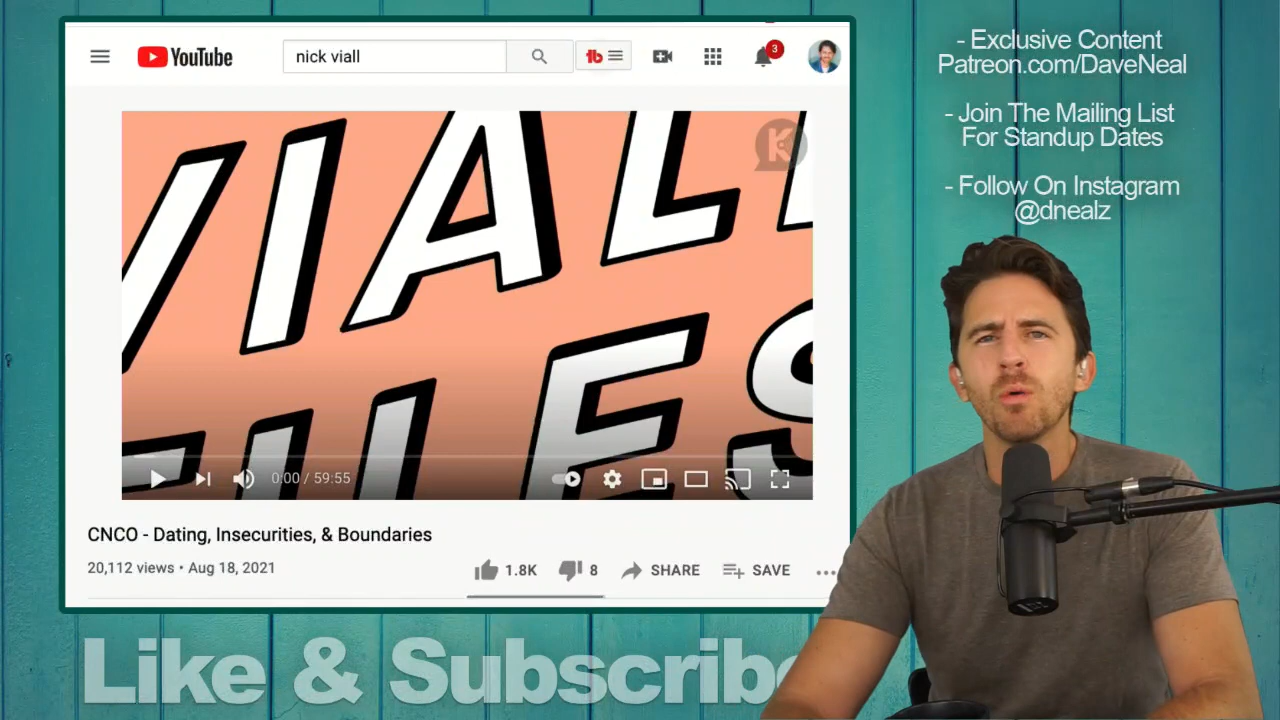 YouTube
nick viall
3
VIALL
FILES
K
0:00 / 59:55
CNCO - Dating, Insecurities, & Boundaries
20,112 views • Aug 18, 2021
1.8K
8
SHARE
SAVE
- Exclusive Content
Patreon.com/DaveNeal
- Join The Mailing List
For Standup Dates
- Follow On Instagram
@dnealz
Like & Subscribe